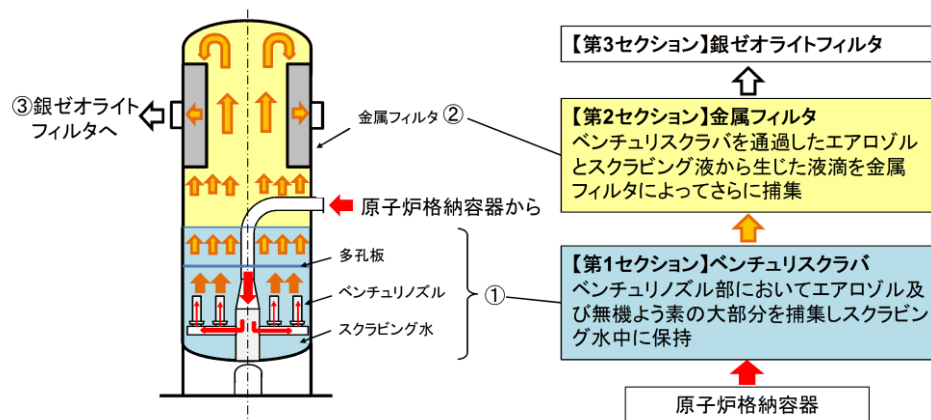 ③銀ゼオライト
フィルタへ
金属フィルタ ②
原子炉格納容器から
多孔板
ベンチュリノズル
スクラビング水
①
【第3セクション】銀ゼオライトフィルタ
【第2セクション】金属フィルタ
ベンチュリスクラバを通過したエアロゾル
とスクラビング液から生じた液滴を金属
フィルタによってさらに捕集
【第1セクション】ベンチュリスクラバ
ベンチュリノズル部においてエアロゾル及
び無機よう素の大部分を捕集しスクラビン
グ水中に保持
原子炉格納容器